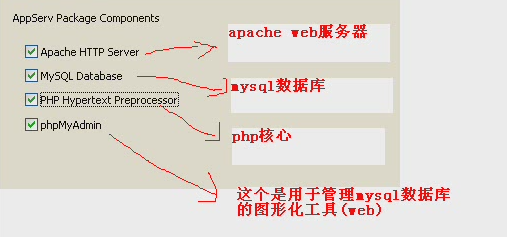 AppServ Package Components
apache web服务器
Apache HTTP Server
MySQL Database
mysql数据库
PHP Hypertext Preprocessor
phpMyAdmin
php核心
这个是用于管理mysql数据库
的图形化工具(web)